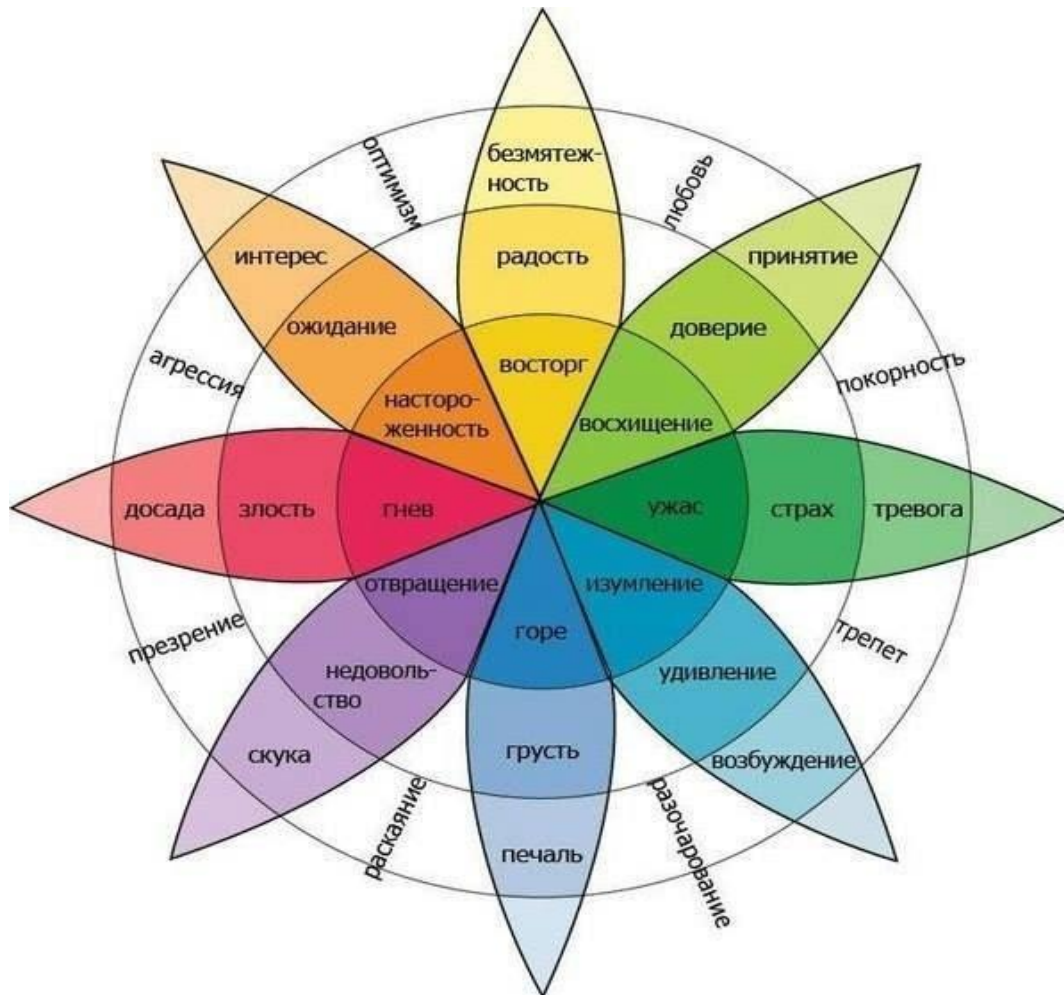 безмятеж-
ность
оптимизм
любовь
интерес
радость
принятие
ожидание
доверие
агрессия
восторг
покорность
насторо-
женность
восхищение
досада
злость
гнев
ужас
страх
тревога
отвращение
изумление
презрение
горе
трепет
недоволь-
ство
удивление
скука
грусть
возбуждение
раскаяние
разочарование
печаль